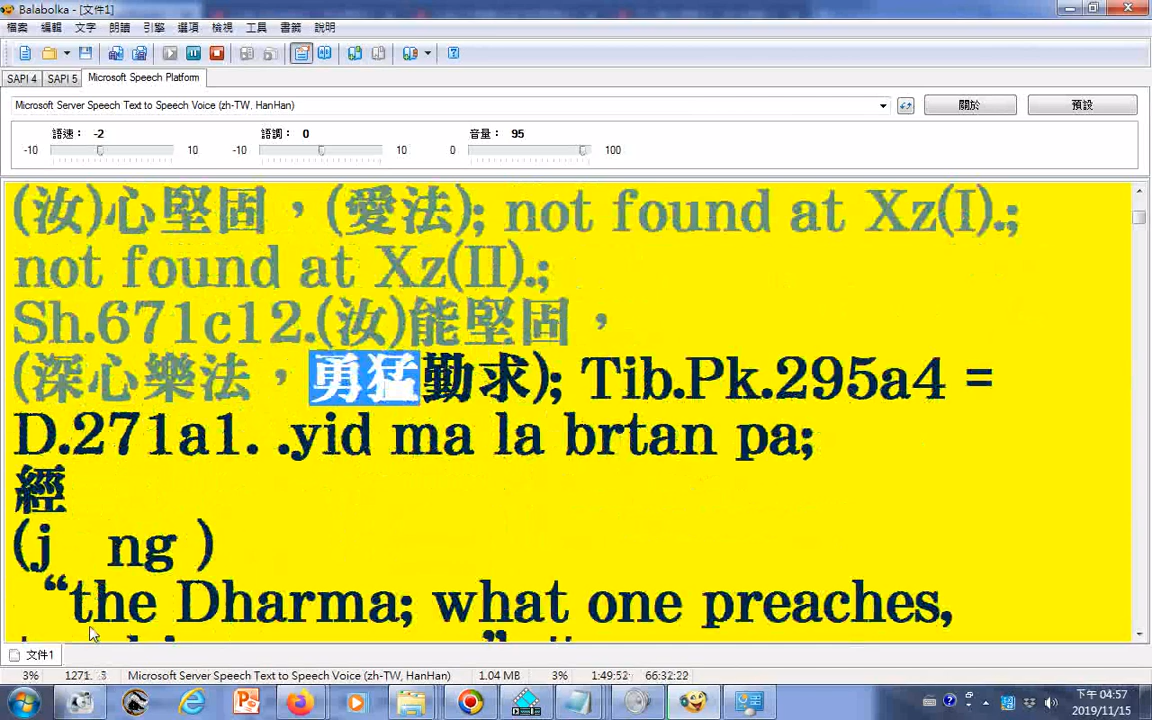 Balabolka - [文件1]
檔案 編輯 文字 朗讀 引擎 選項 檢視 工具 書籤 說明
SAPI 4 SAPI 5 Microsoft Speech Platform
Microsoft Server Speech Text to Speech Voice (zh-TW, HanHan) 關於 預設
語速： -2 語調： 0 音量： 95
-10 10 -10 10 0 100
(汝)心堅固，(愛法); not found at Xz(I).;
not found at Xz(II).;
Sh.671c12.(汝)能堅固，
(深心樂法，勇猛勤求); Tib.Pk.295a4 =
D.271a1. .yid ma la brtan pa;
經
(j ng )
“the Dharma; what one preaches,
文件1
3% Microsoft Server Speech Text to Speech Voice (zh-TW, HanHan) 1.04 MB 3% 1:49:52 66:32:22
下午 04:57
2019/11/15